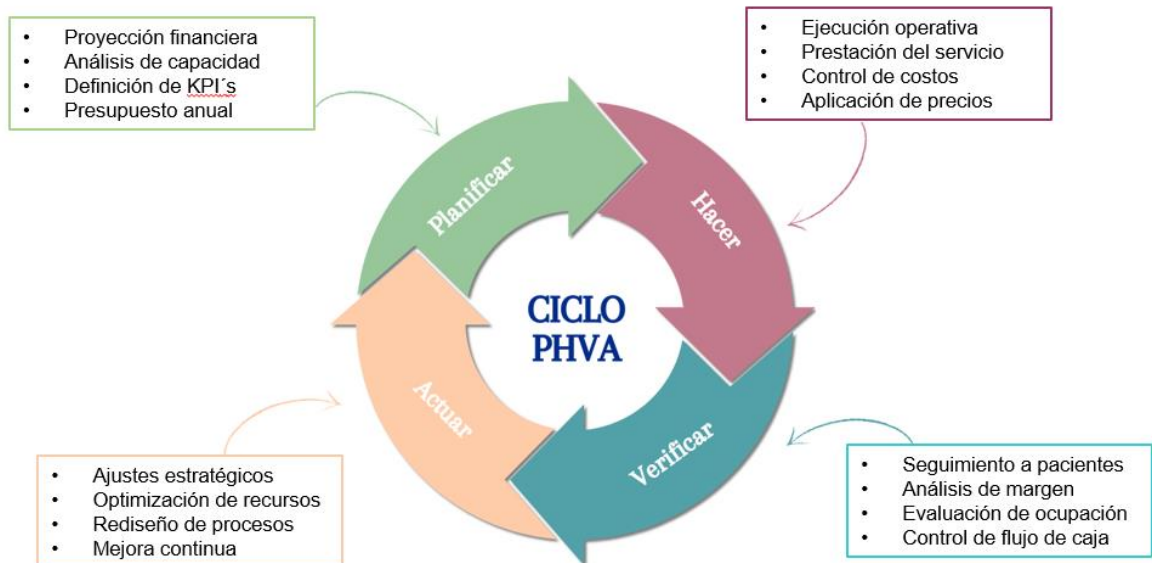 • Proyección financiera
• Análisis de capacidad
• Definición de KPI´s
• Presupuesto anual
• Ejecución operativa
• Prestación del servicio
• Control de costos
• Aplicación de precios
Planificar
Hacer
CICLO
PHVA
Actuar
Verificar
• Ajustes estratégicos
• Optimización de recursos
• Rediseño de procesos
• Mejora continua
• Seguimiento a pacientes
• Análisis de margen
• Evaluación de ocupación
• Control de flujo de caja